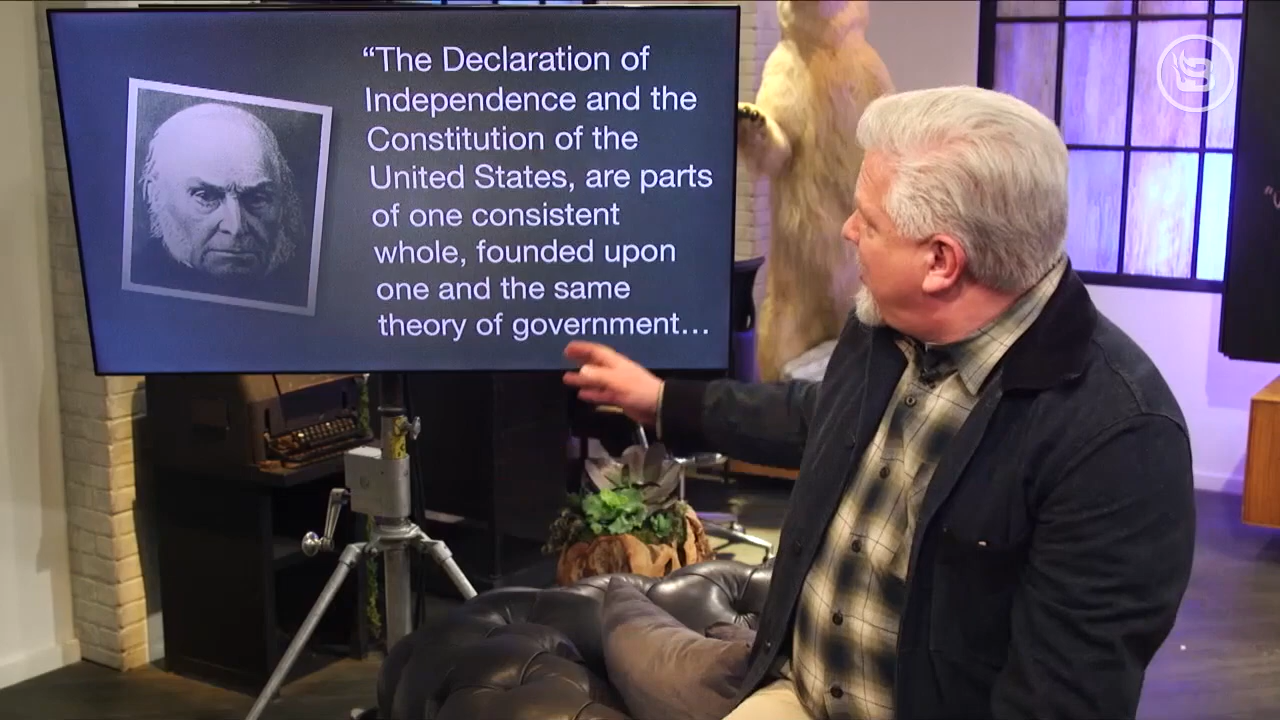 “The Declaration of
Independence and the
Constitution of the
United States, are parts
of one consistent
whole, founded upon
one and the same
theory of government…